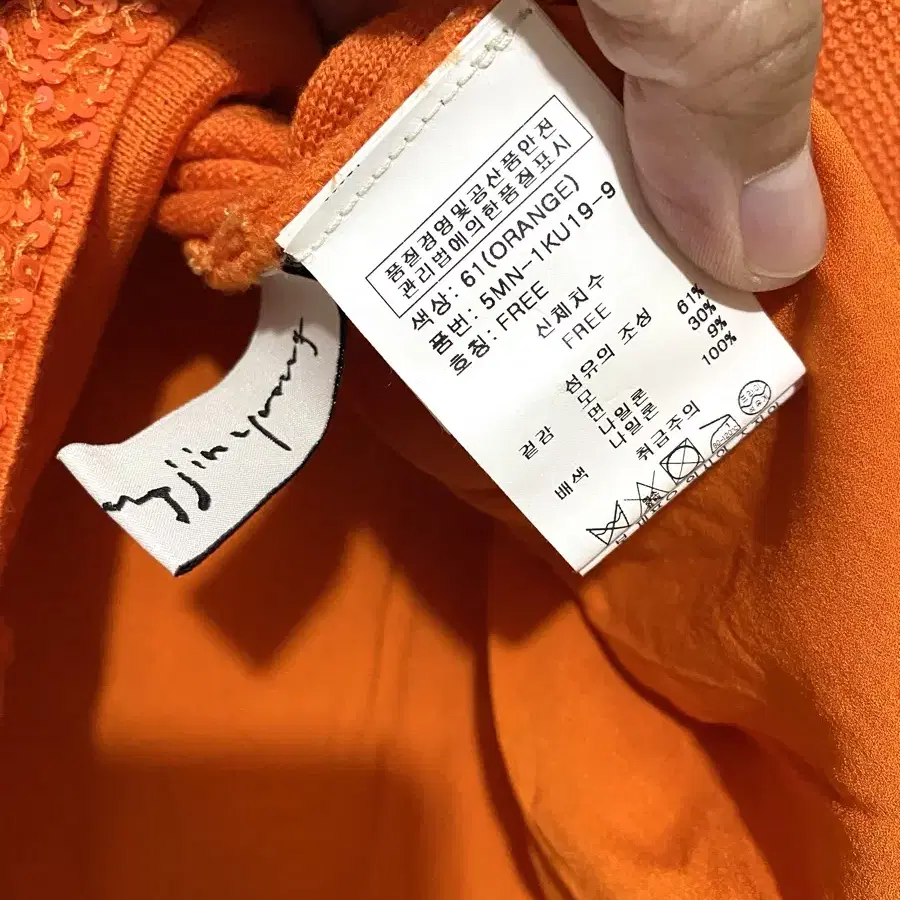 품질경영및공산품안전
관리법에의한품질표시
색상: 61(ORANGE)
품번: 5MN-1KU19-9
호칭: FREE
신체치수
FREE
섬유의 조성
겉감
모 61%
면 30%
나일론 9%
배색
나일론 100%
취급주의